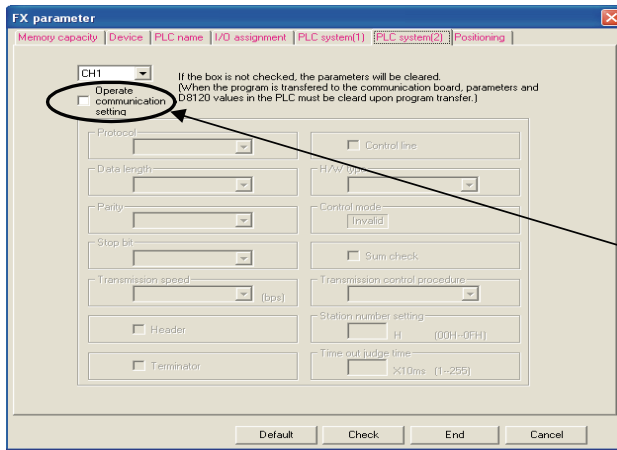 FX parameter
Memory capacity Device PLC name I/O assignment PLC system(1) PLC system(2) Positioning
CH1
If the box is not checked, the parameters will be cleared.
(When the program is transfered to the communication board, parameters and
D8120 values in the PLC must be cleard upon program transfer.)
Operate
communication
setting
Protocol
Control line
Data length
H/W type
Parity
Control mode
Invalid
Stop bit
Sum check
Transmission speed
(bps)
Transmission control procedure
Header
Station number setting
H (00H--0FH)
Terminator
Time out judge time
X10ms (1--255)
Default Check End Cancel